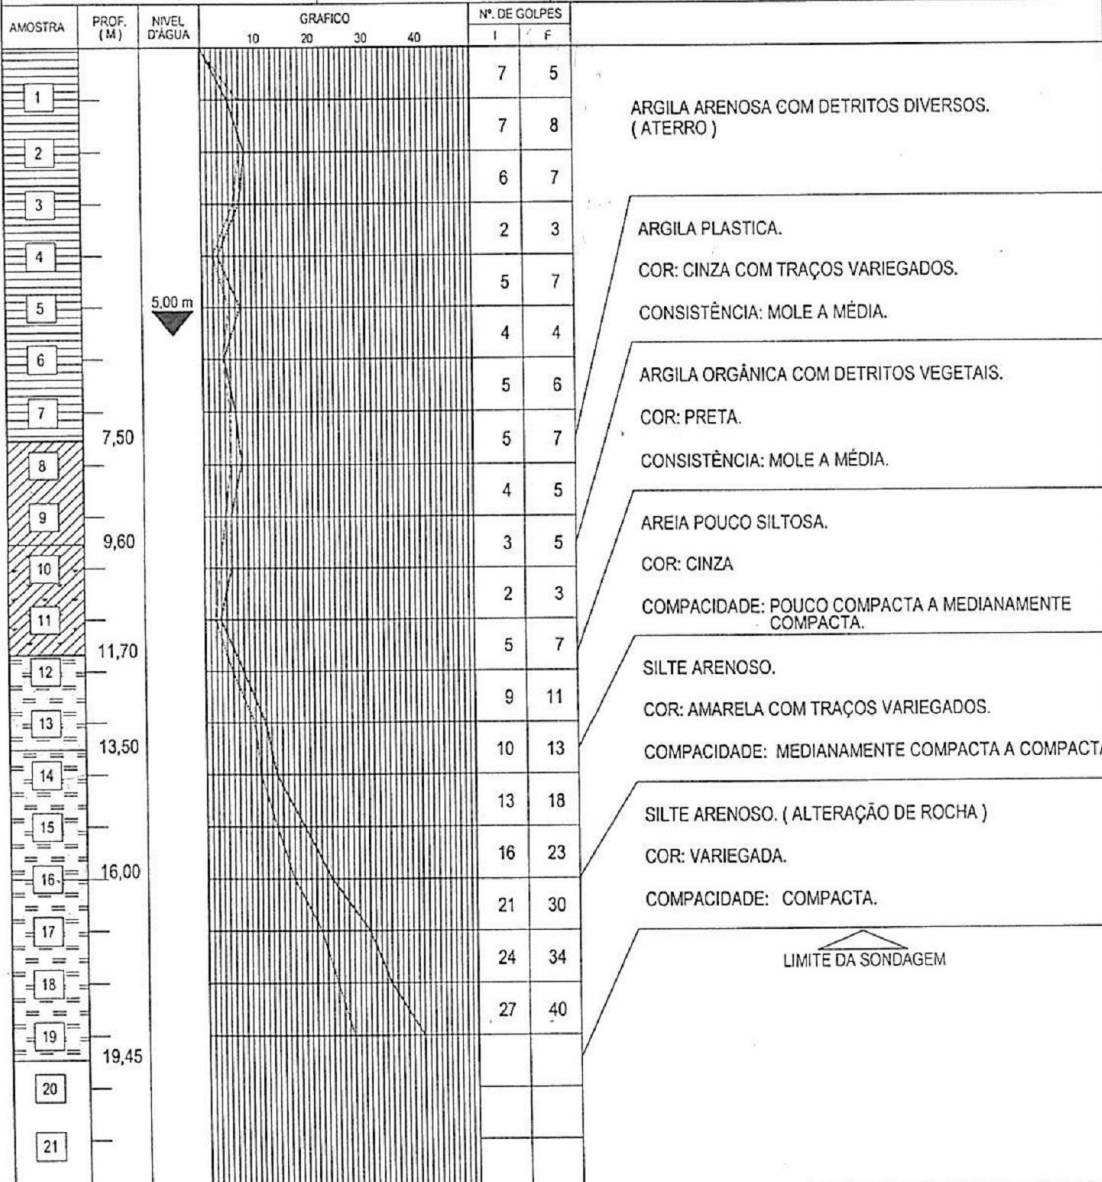 AMOSTRA PROF. (M) NIVEL D'ÁGUA GRAFICO Nº. DE GOLPES
10 20 30 40 I F
7 5
1
7 8
2
6 7
3
2 3
4
5 7
5 5,00 m
4 4
6
5 6
7
7,50
5 7
8
4 5
9
9,60
3 5
10
2 3
11
11,70
5 7
12
9 11
13
13,50
10 13
14
13 18
15
16 23
16 16,00
21 30
17
24 34
18
27 40
19
19,45
20
21
ARGILA ARENOSA COM DETRITOS DIVERSOS.
( ATERRO )
ARGILA PLASTICA.
COR: CINZA COM TRAÇOS VARIEGADOS.
CONSISTÊNCIA: MOLE A MÉDIA.
ARGILA ORGÂNICA COM DETRITOS VEGETAIS.
COR: PRETA.
CONSISTÊNCIA: MOLE A MÉDIA.
AREIA POUCO SILTOSA.
COR: CINZA
COMPACIDADE: POUCO COMPACTA A MEDIANAMENTE
COMPACTA.
SILTE ARENOSO.
COR: AMARELA COM TRAÇOS VARIEGADOS.
COMPACIDADE: MEDIANAMENTE COMPACTA A COMPACTA
SILTE ARENOSO. ( ALTERAÇÃO DE ROCHA )
COR: VARIEGADA.
COMPACIDADE: COMPACTA.
LIMITE DA SONDAGEM